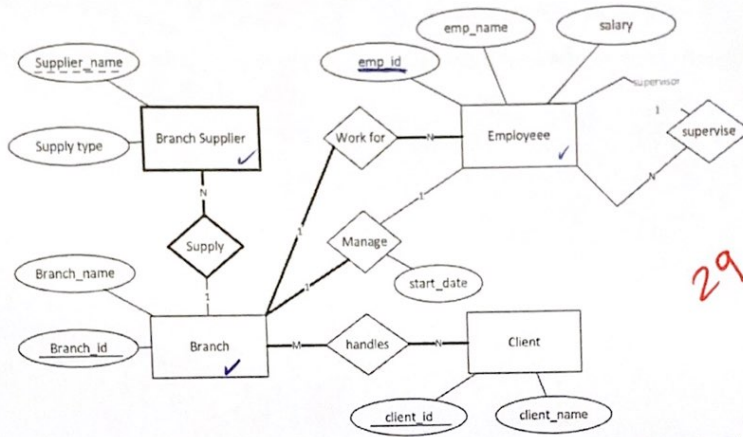 emp_name
salary
Supplier_name
emp_id
supervisor
Branch Supplier
Work for
N
Employeee
1
supervise
Supply type
N
N
1
1
Supply
Manage
Branch_name
1
1
start_date
29
Branch
M
handles
N
Client
Branch_id
client_id
client_name